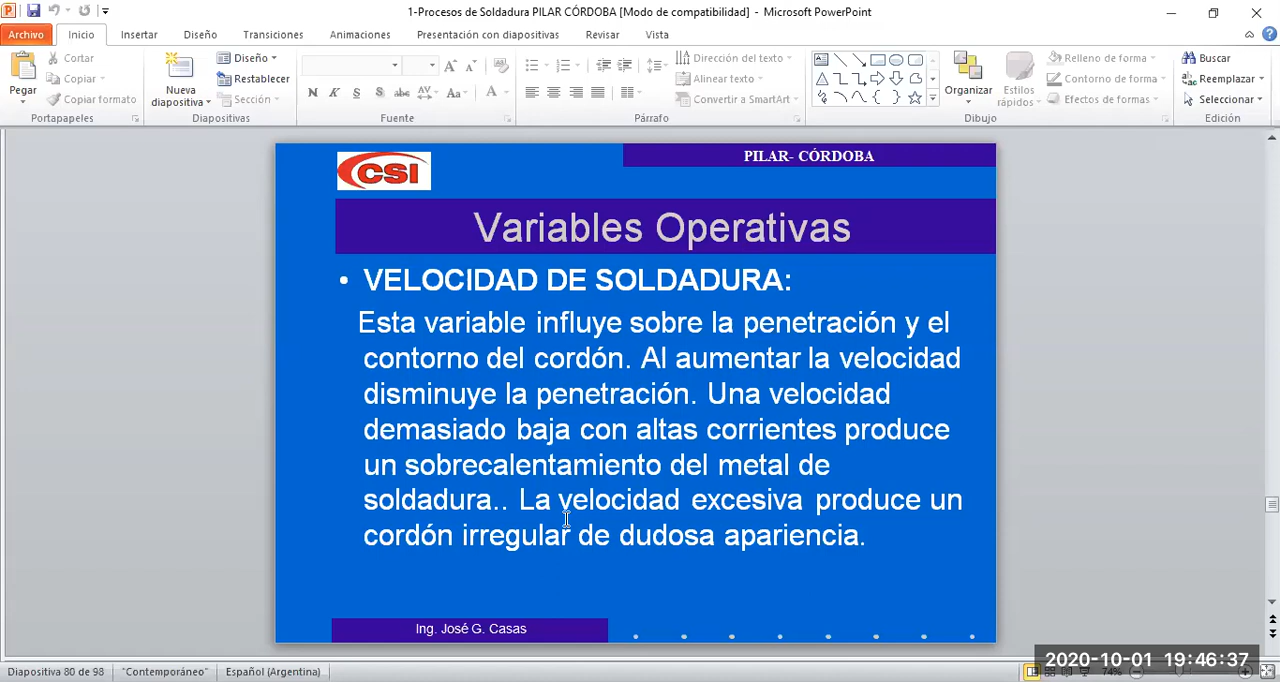 1-Procesos de Soldadura PILAR CÓRDOBA [Modo de compatibilidad] - Microsoft PowerPoint
Archivo Inicio Insertar Diseño Transiciones Animaciones Presentación con diapositivas Revisar Vista
Pegar
Cortar
Copiar
Copiar formato
Portapapeles
Nueva
diapositiva
Diseño
Restablecer
Sección
Diapositivas
N K S S abc AV Aa A
Fuente
Dirección del texto
Alinear texto
Convertir a SmartArt
Párrafo
Organizar
Estilos
rápidos
Relleno de forma
Contorno de forma
Efectos de formas
Dibujo
Buscar
Reemplazar
Seleccionar
Edición
CSI
PILAR- CÓRDOBA
Variables Operativas
• VELOCIDAD DE SOLDADURA:
Esta variable influye sobre la penetración y el
contorno del cordón. Al aumentar la velocidad
disminuye la penetración. Una velocidad
demasiado baja con altas corrientes produce
un sobrecalentamiento del metal de
soldadura.. La velocidad excesiva produce un
cordón irregular de dudosa apariencia.
Ing. José G. Casas
Diapositiva 80 de 98 "Contemporáneo" Español (Argentina) 74%
2020-10-01 19:46:37